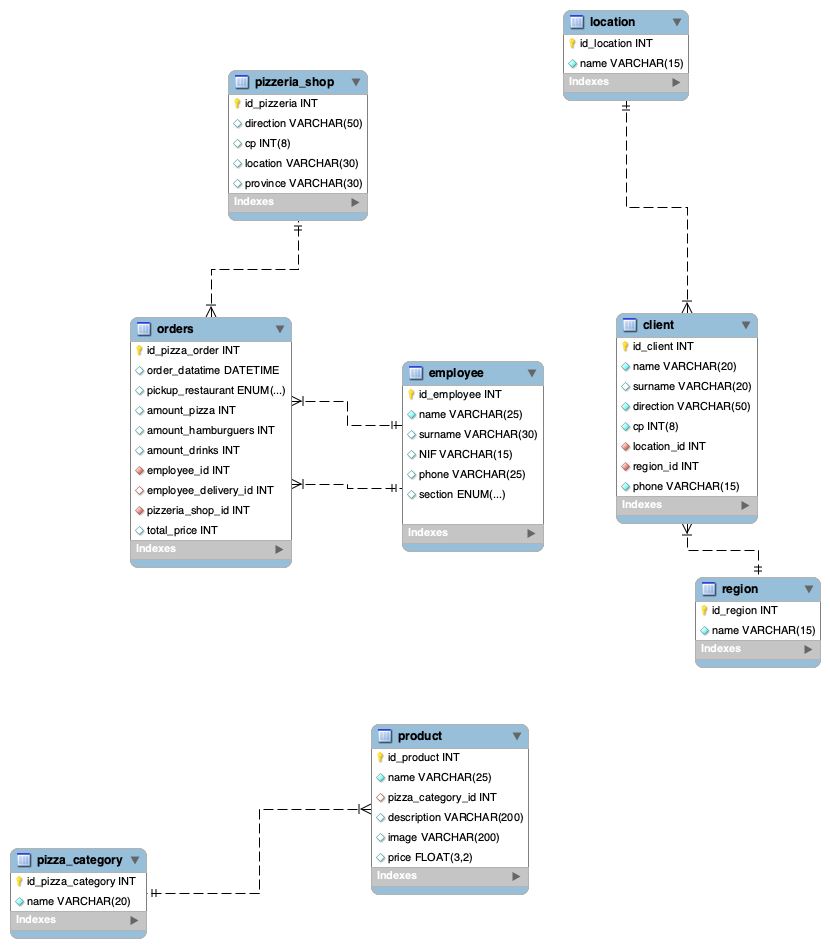 location
id_location INT
name VARCHAR(15)
Indexes
pizzeria_shop
id_pizzeria INT
direction VARCHAR(50)
cp INT(8)
location VARCHAR(30)
province VARCHAR(30)
Indexes
orders
id_pizza_order INT
order_datatime DATETIME
pickup_restaurant ENUM(...)
amount_pizza INT
amount_hamburguers INT
amount_drinks INT
employee_id INT
employee_delivery_id INT
pizzeria_shop_id INT
total_price INT
Indexes
employee
id_employee INT
name VARCHAR(25)
surname VARCHAR(30)
NIF VARCHAR(15)
phone VARCHAR(25)
section ENUM(...)
Indexes
client
id_client INT
name VARCHAR(20)
surname VARCHAR(20)
direction VARCHAR(50)
cp INT(8)
location_id INT
region_id INT
phone VARCHAR(15)
Indexes
region
id_region INT
name VARCHAR(15)
Indexes
product
id_product INT
name VARCHAR(25)
pizza_category_id INT
description VARCHAR(200)
image VARCHAR(200)
price FLOAT(3,2)
Indexes
pizza_category
id_pizza_category INT
name VARCHAR(20)
Indexes